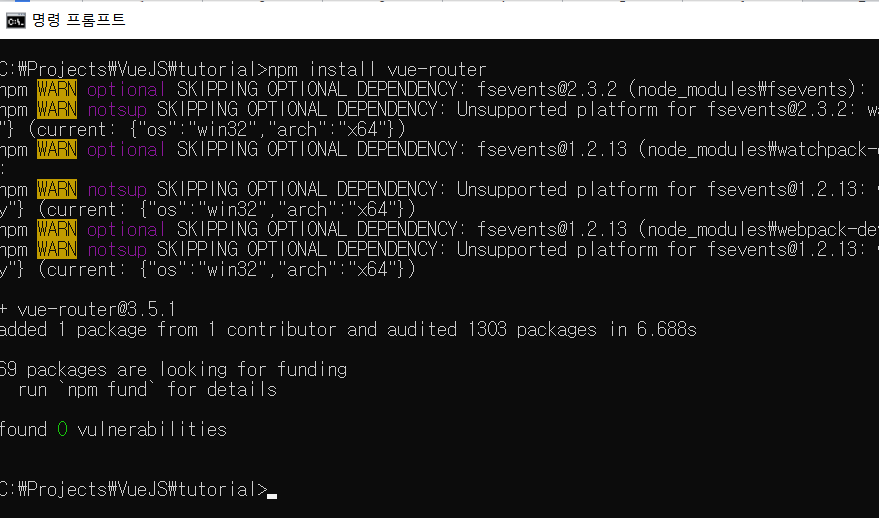 명령 프롬프트
C:\Projects\VueJS\tutorial>npm install vue-router
npm WARN optional SKIPPING OPTIONAL DEPENDENCY: fsevents@2.3.2 (node_modules\fsevents):
npm WARN notsup SKIPPING OPTIONAL DEPENDENCY: Unsupported platform for fsevents@2.3.2: wa
"} (current: {"os":"win32","arch":"x64"})
npm WARN optional SKIPPING OPTIONAL DEPENDENCY: fsevents@1.2.13 (node_modules\watchpack-
:
npm WARN notsup SKIPPING OPTIONAL DEPENDENCY: Unsupported platform for fsevents@1.2.13:
y"} (current: {"os":"win32","arch":"x64"})
npm WARN optional SKIPPING OPTIONAL DEPENDENCY: fsevents@1.2.13 (node_modules\webpack-dev
npm WARN notsup SKIPPING OPTIONAL DEPENDENCY: Unsupported platform for fsevents@1.2.13:
y"} (current: {"os":"win32","arch":"x64"})
+ vue-router@3.5.1
added 1 package from 1 contributor and audited 1303 packages in 6.688s
69 packages are looking for funding
run `npm fund` for details
found 0 vulnerabilities
C:\Projects\VueJS\tutorial>